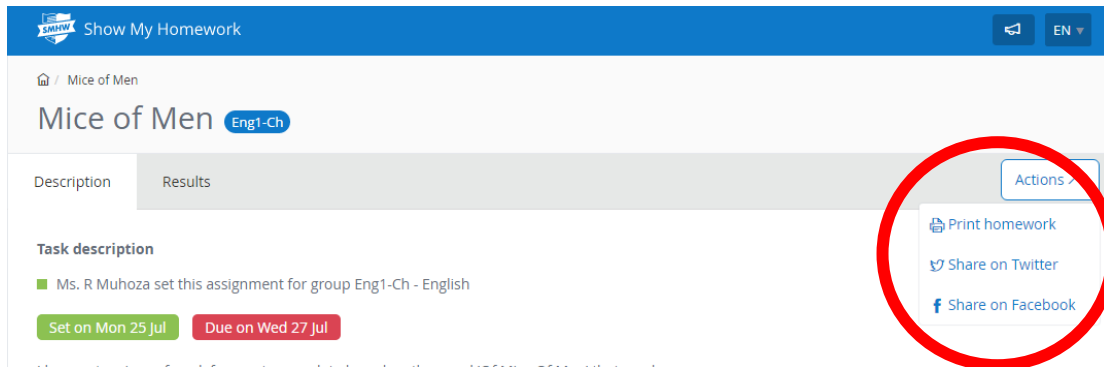 SMHW Show My Homework EN
/ Mice of Men
Mice of Men Eng1-Ch
Description Results Actions
Print homework
Share on Twitter
Share on Facebook
Task description
Ms. R Muhoza set this assignment for group Eng1-Ch - English
Set on Mon 25 Jul Due on Wed 27 Jul